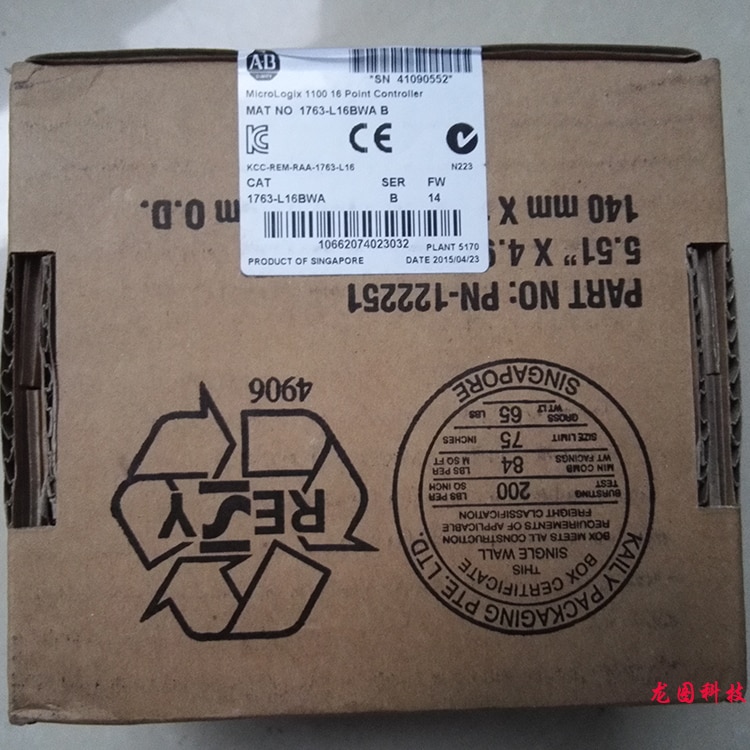 AB
*SN 41090552*
MicroLogix 1100 16 Point Controller
MAT NO 1763-L16BWA B
CE
KCC-REM-RAA-1763-L16
N223
CAT SER FW
1763-L16BWA B 14
10662074023032
PLANT 5170
PRODUCT OF SINGAPORE DATE 2015/04/23
140 mm X
m O.D.
5.51" X 4.9
PART NO: PN-122251
4906
RESY
KAILY PACKAGING PTE. LTD.
BOX CERTIFICATE
THIS
SINGLE WALL
BOX MEETS ALL CONSTRUCTION
REQUIREMENTS OF APPLICABLE
FREIGHT CLASSIFICATION
BURSTING TEST 200 LBS PER SQ INCH
MIN COMB WT FACINGS 84 LBS PER M SQ FT
SIZE LIMIT 75 INCHES
GROSS WT LT 65 LBS
SINGAPORE
龙图科技